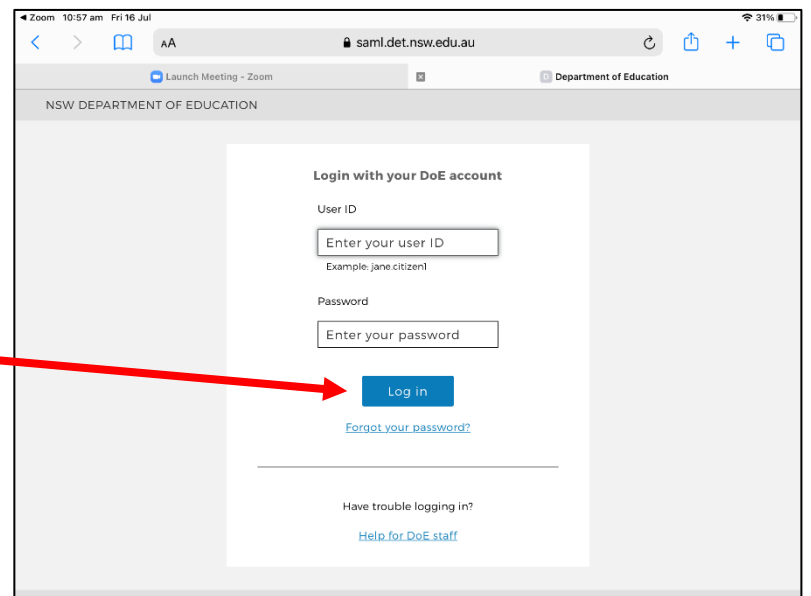 ◄ Zoom 10:57 am Fri 16 Jul 31%
AA saml.det.nsw.edu.au
Launch Meeting - Zoom Department of Education
NSW DEPARTMENT OF EDUCATION
Login with your DoE account
User ID
Enter your user ID
Example: jane.citizen1
Password
Enter your password
Log in
Forgot your password?
Have trouble logging in?
Help for DoE staff